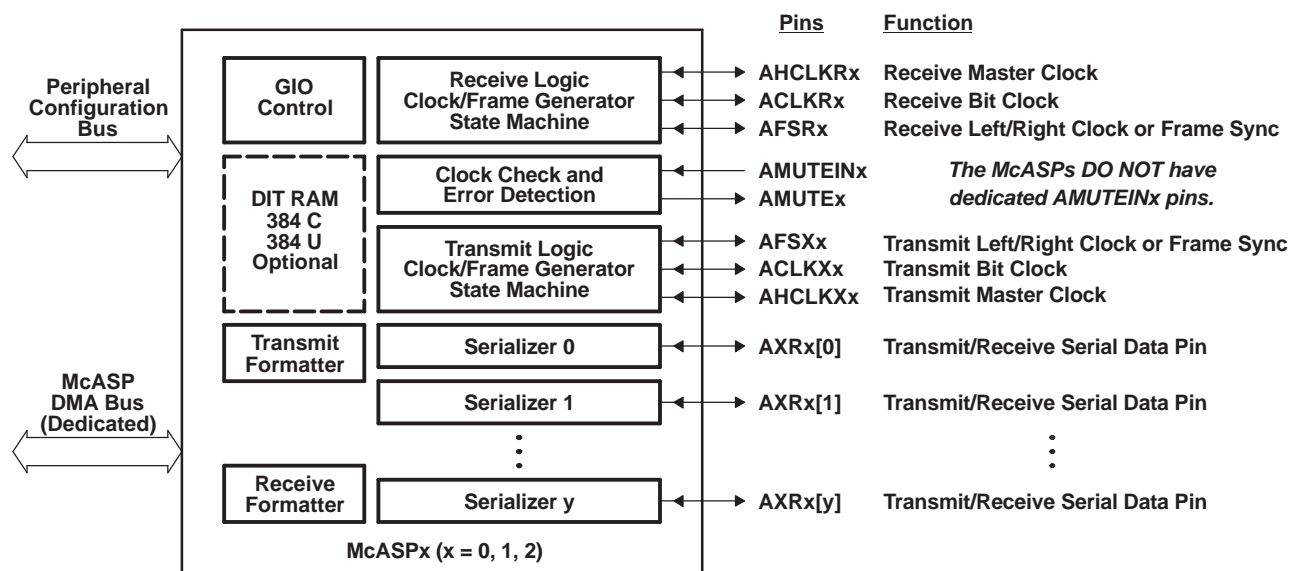 Pins Function
Peripheral
Configuration
Bus
GIO
Control
Receive Logic
Clock/Frame Generator
State Machine
AHCLKRx Receive Master Clock
ACLKRx Receive Bit Clock
AFSRx Receive Left/Right Clock or Frame Sync
DIT RAM
384 C
384 U
Optional
Clock Check and
Error Detection
AMUTEINx
AMUTEx
The McASPs DO NOT have
dedicated AMUTEINx pins.
Transmit Logic
Clock/Frame Generator
State Machine
AFSXx Transmit Left/Right Clock or Frame Sync
ACLKXx Transmit Bit Clock
AHCLKXx Transmit Master Clock
Transmit
Formatter
Serializer 0
AXRx[0] Transmit/Receive Serial Data Pin
McASP
DMA Bus
(Dedicated)
Serializer 1
AXRx[1] Transmit/Receive Serial Data Pin
Receive
Formatter
Serializer y
AXRx[y] Transmit/Receive Serial Data Pin
McASPx (x = 0, 1, 2)